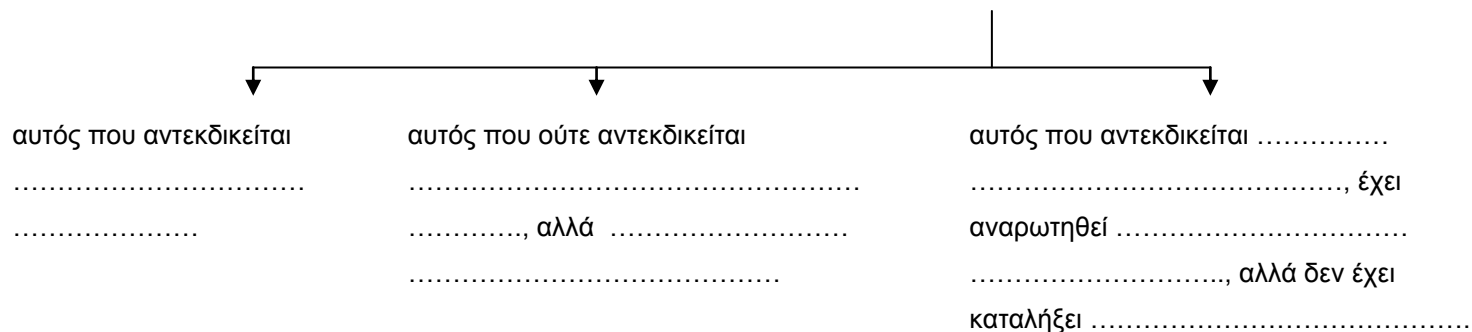 αυτός που αντεκδικείται
……………………………
…………………
αυτός που ούτε αντεκδικείται
……………………………………………
…………., αλλά ………………………
……………………………………
αυτός που αντεκδικείται ……………
……………………………………, έχει
αναρωτηθεί ……………………………
……………………….., αλλά δεν έχει
καταλήξει ……………………………………